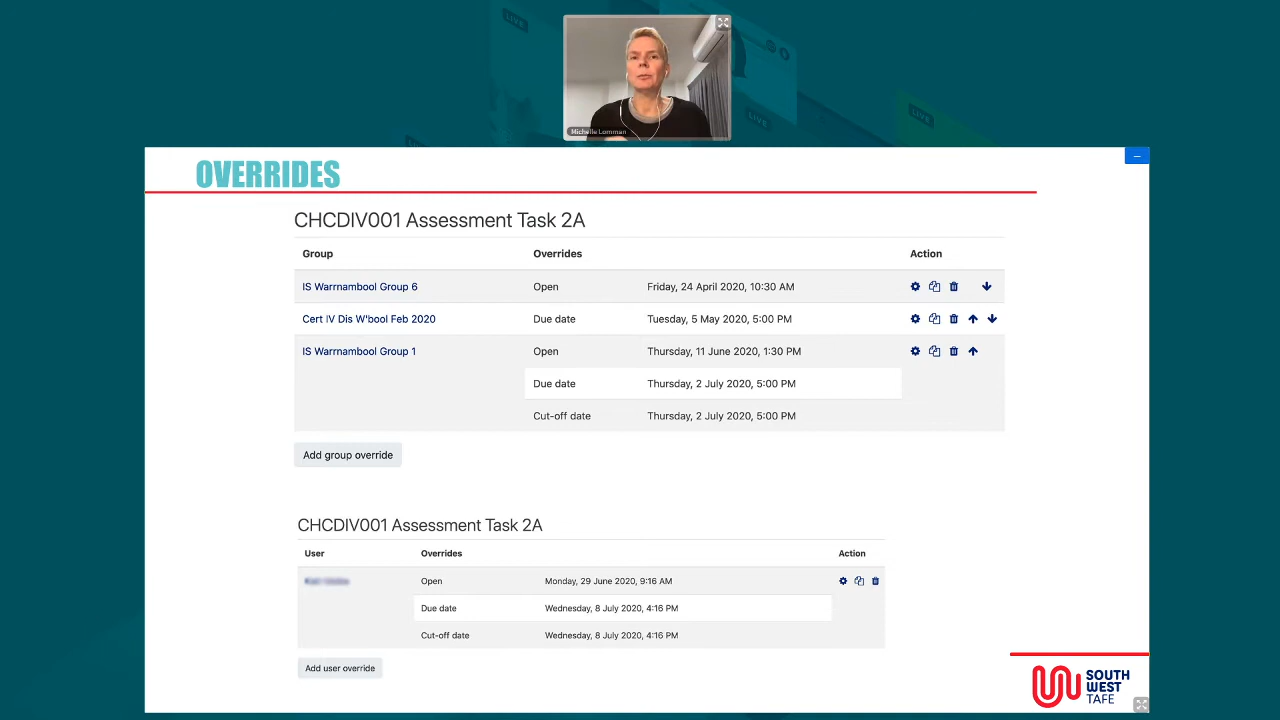 LIVE
LIVE
LIVE
Michelle Lomman
OVERRIDES
CHCDIV001 Assessment Task 2A
Group Overrides Action
IS Warrnambool Group 6 Open Friday, 24 April 2020, 10:30 AM
Cert IV Dis W'bool Feb 2020 Due date Tuesday, 5 May 2020, 5:00 PM
IS Warrnambool Group 1 Open Thursday, 11 June 2020, 1:30 PM
Due date Thursday, 2 July 2020, 5:00 PM
Cut-off date Thursday, 2 July 2020, 5:00 PM
Add group override
CHCDIV001 Assessment Task 2A
User Overrides Action
Open Monday, 29 June 2020, 9:16 AM
Due date Wednesday, 8 July 2020, 4:16 PM
Cut-off date Wednesday, 8 July 2020, 4:16 PM
Add user override
SOUTH
WEST
TAFE